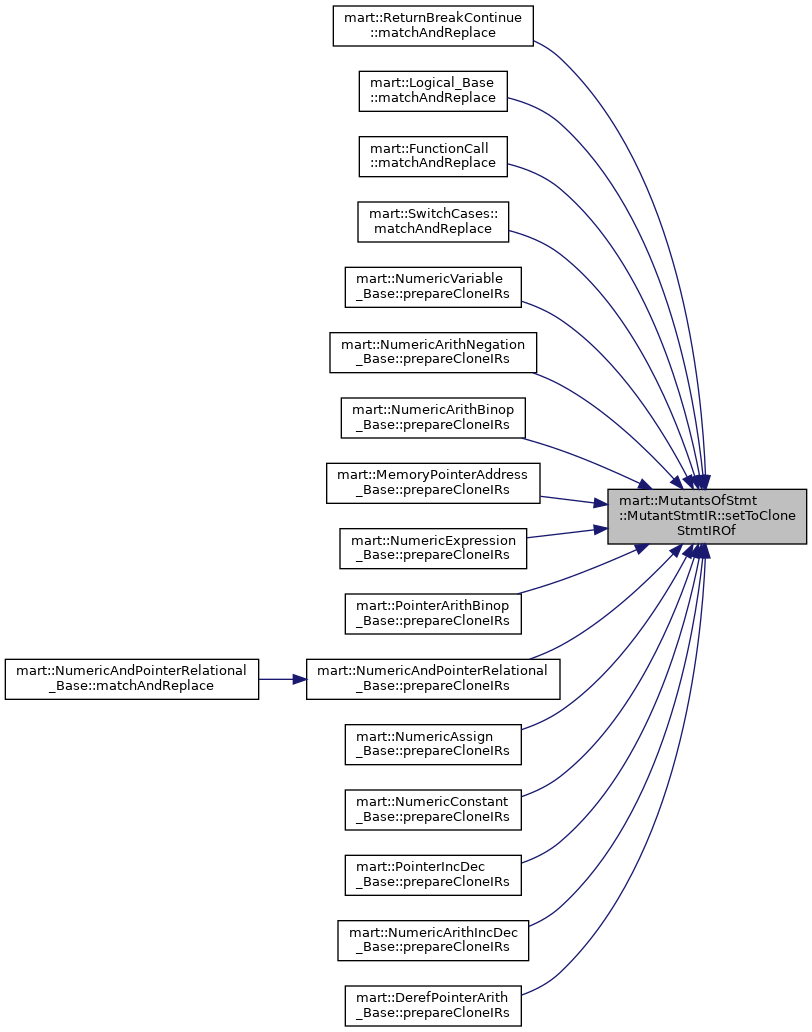 mart::ReturnBreakContinue
::matchAndReplace
mart::Logical_Base
::matchAndReplace
mart::FunctionCall
::matchAndReplace
mart::SwitchCases::
matchAndReplace
mart::NumericVariable
_Base::prepareCloneIRs
mart::NumericArithNegation
_Base::prepareCloneIRs
mart::NumericArithBinop
_Base::prepareCloneIRs
mart::MemoryPointerAddress
_Base::prepareCloneIRs
mart::MutantsOfStmt
::MutantStmtIR::setToClone
StmtIROf
mart::NumericExpression
_Base::prepareCloneIRs
mart::PointerArithBinop
_Base::prepareCloneIRs
mart::NumericAndPointerRelational
_Base::matchAndReplace
mart::NumericAndPointerRelational
_Base::prepareCloneIRs
mart::NumericAssign
_Base::prepareCloneIRs
mart::NumericConstant
_Base::prepareCloneIRs
mart::PointerIncDec
_Base::prepareCloneIRs
mart::NumericArithIncDec
_Base::prepareCloneIRs
mart::DerefPointerArith
_Base::prepareCloneIRs